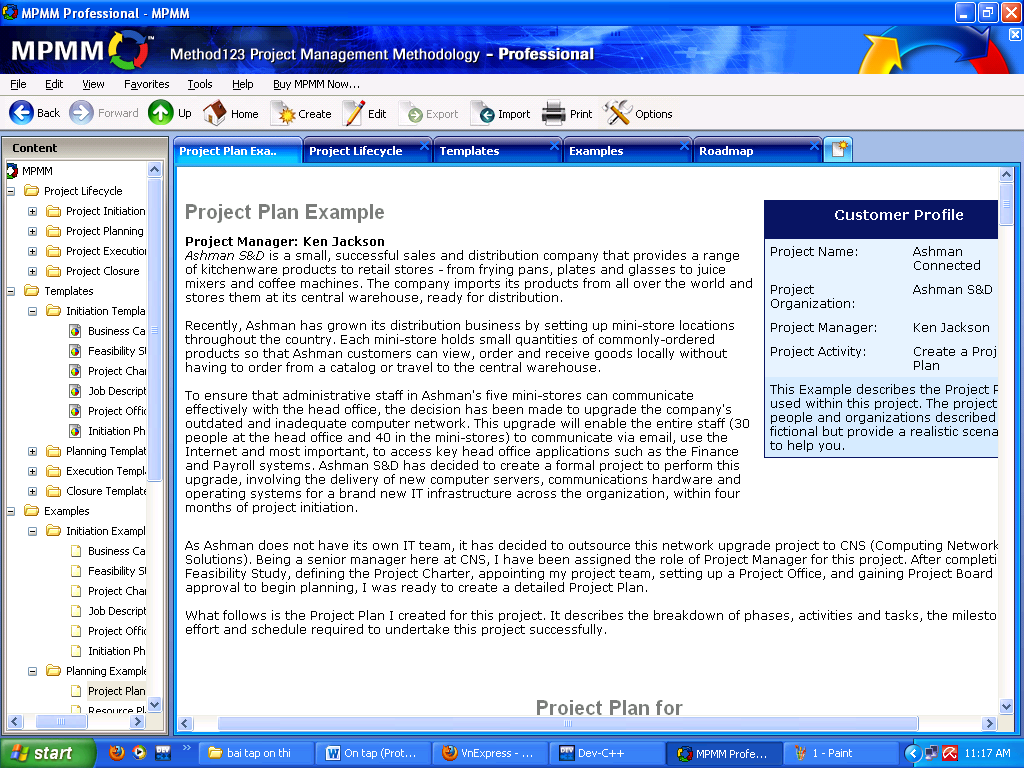 MPMM Professional - MPMM
MPMM™ Method123 Project Management Methodology - Professional
File Edit View Favorites Tools Help Buy MPMM Now...
Back Forward Up Home Create Edit Export Import Print Options
Content
MPMM
Project Lifecycle
Project Initiation
Project Planning
Project Execution
Project Closure
Templates
Initiation Templa
Business Ca
Feasibility St
Project Char
Job Descript
Project Offic
Initiation Ph
Planning Templat
Execution Templ
Closure Template
Examples
Initiation Exampl
Business Ca
Feasibility St
Project Char
Job Descript
Project Offic
Initiation Ph
Planning Example
Project Plan
Resource Pl
Project Plan Exa.. Project Lifecycle Templates Examples Roadmap
Project Plan Example
Project Manager: Ken Jackson
Ashman S&D is a small, successful sales and distribution company that provides a range
of kitchenware products to retail stores - from frying pans, plates and glasses to juice
mixers and coffee machines. The company imports its products from all over the world and
stores them at its central warehouse, ready for distribution.
Recently, Ashman has grown its distribution business by setting up mini-store locations
throughout the country. Each mini-store holds small quantities of commonly-ordered
products so that Ashman customers can view, order and receive goods locally without
having to order from a catalog or travel to the central warehouse.
To ensure that administrative staff in Ashman's five mini-stores can communicate
effectively with the head office, the decision has been made to upgrade the company's
outdated and inadequate computer network. This upgrade will enable the entire staff (30
people at the head office and 40 in the mini-stores) to communicate via email, use the
Internet and most important, to access key head office applications such as the Finance
and Payroll systems. Ashman S&D has decided to create a formal project to perform this
upgrade, involving the delivery of new computer servers, communications hardware and
operating systems for a brand new IT infrastructure across the organization, within four
months of project initiation.
As Ashman does not have its own IT team, it has decided to outsource this network upgrade project to CNS (Computing Network
Solutions). Being a senior manager here at CNS, I have been assigned the role of Project Manager for this project. After completi
Feasibility Study, defining the Project Charter, appointing my project team, setting up a Project Office, and gaining Project Board
approval to begin planning, I was ready to create a detailed Project Plan.
What follows is the Project Plan I created for this project. It describes the breakdown of phases, activities and tasks, the milesto
effort and schedule required to undertake this project successfully.
Project Plan for
Customer Profile
Project Name: Ashman
Connected
Project Ashman S&D
Organization:
Project Manager: Ken Jackson
Project Activity: Create a Proj
Plan
This Example describes the Project P
used within this project. The project
people and organizations described
fictional but provide a realistic scena
to help you.
start bai tap on thi On tap (Prot... VnExpress - ... Dev-C++ MPMM Profe... 1 - Paint 11:17 AM